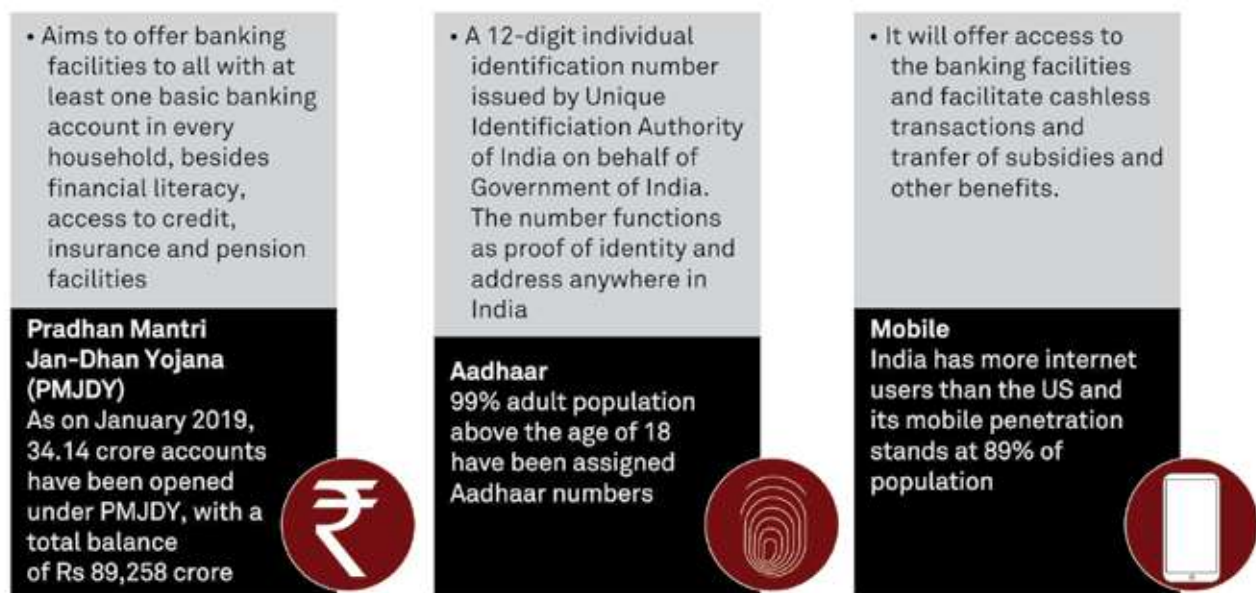 • Aims to offer banking
facilities to all with at
least one basic banking
account in every
household, besides
financial literacy,
access to credit,
insurance and pension
facilities
Pradhan Mantri
Jan-Dhan Yojana
(PMJDY)
As on January 2019,
34.14 crore accounts
have been opened
under PMJDY, with a
total balance
of Rs 89,258 crore
₹
• A 12-digit individual
identification number
issued by Unique
Identificiation Authority
of India on behalf of
Government of India.
The number functions
as proof of identity and
address anywhere in
India
Aadhaar
99% adult population
above the age of 18
have been assigned
Aadhaar numbers
• It will offer access to
the banking facilities
and facilitate cashless
transactions and
tranfer of subsidies and
other benefits.
Mobile
India has more internet
users than the US and
its mobile penetration
stands at 89% of
population